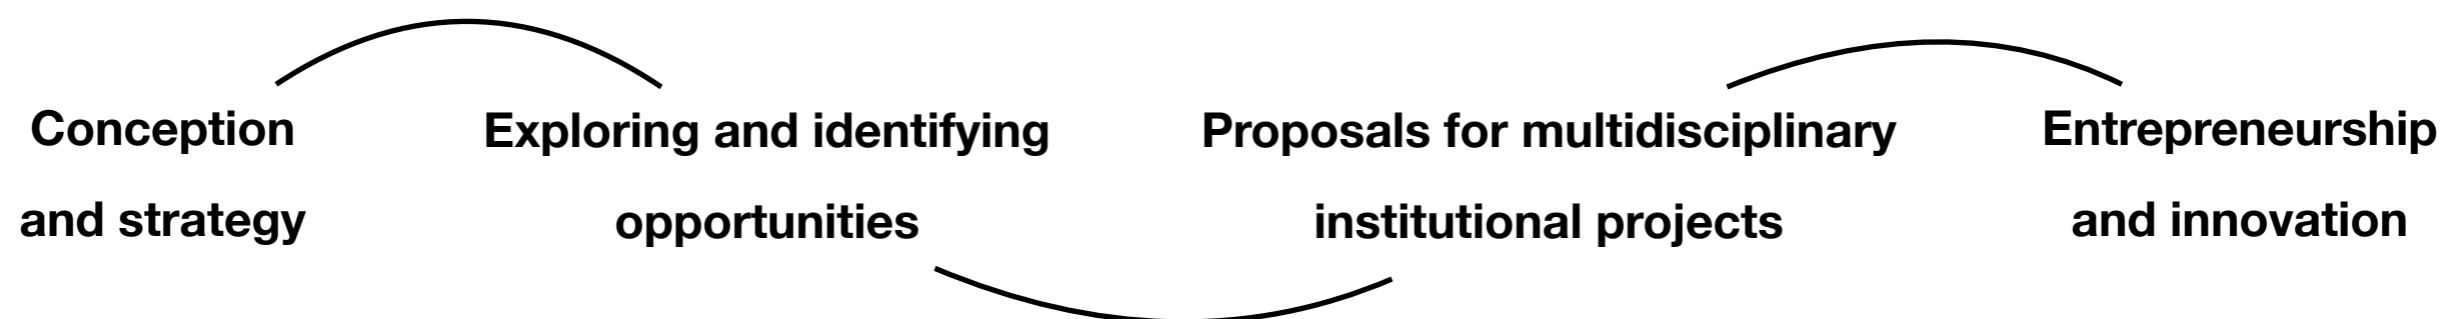 Conception
and strategy
Exploring and identifying
opportunities
Proposals for multidisciplinary
institutional projects
Entrepreneurship
and innovation